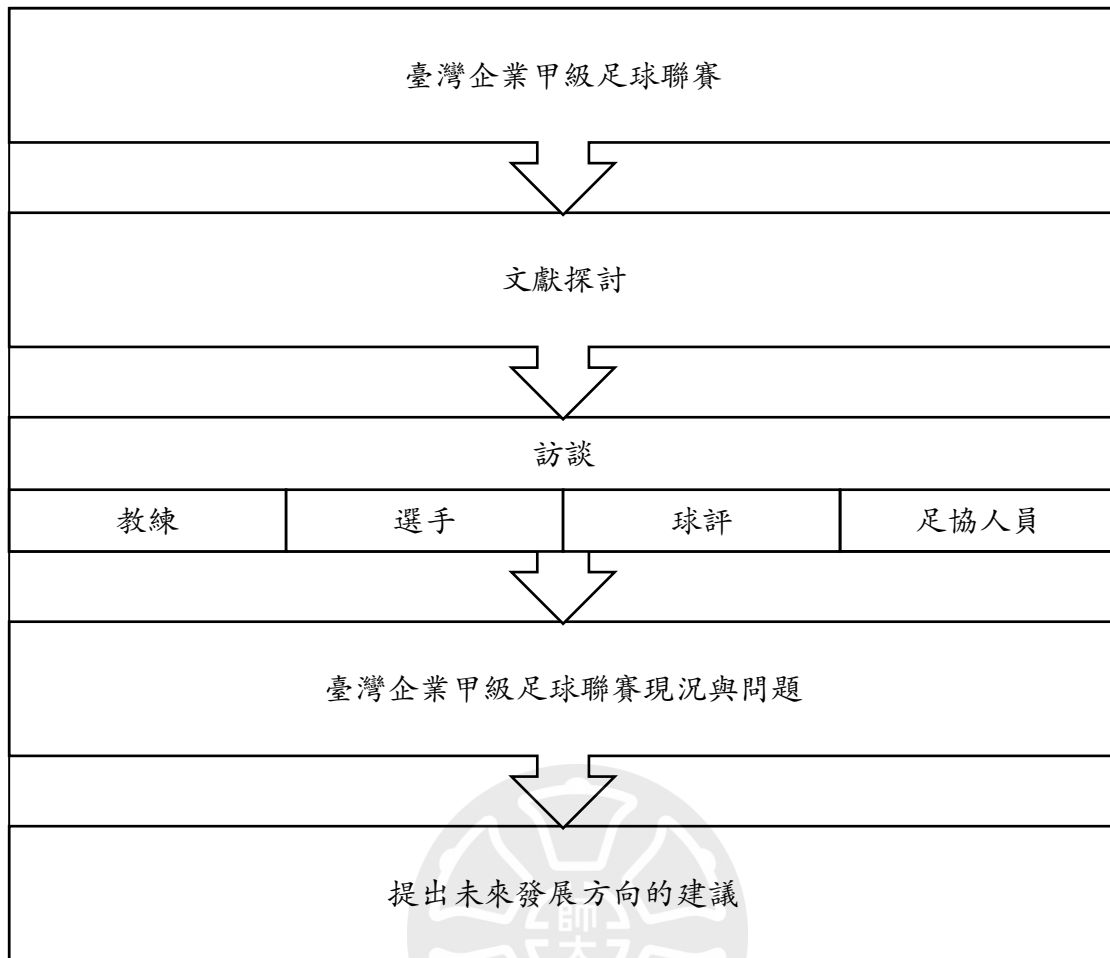 臺灣企業甲級足球聯賽
文獻探討
訪談
教練 選手 球評 足協人員
臺灣企業甲級足球聯賽現況與問題
提出未來發展方向的建議
師大